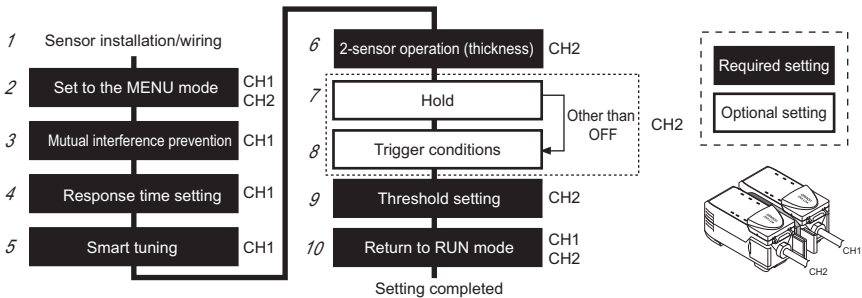 1 Sensor installation/wiring
2 Set to the MENU mode CH1
CH2
3 Mutual interference prevention CH1
4 Response time setting CH1
5 Smart tuning CH1
6 2-sensor operation (thickness) CH2
7 Hold
Other than
OFF
CH2
8 Trigger conditions
9 Threshold setting CH2
10 Return to RUN mode CH1
CH2
Setting completed
Required setting
Optional setting
CH1
CH2